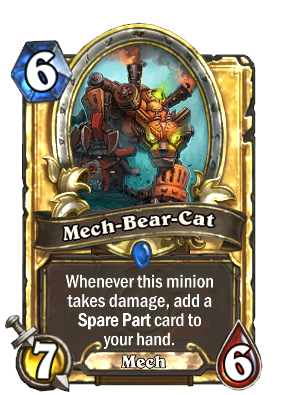 6
Mech-Bear-Cat
Whenever this minion
takes damage, add a
Spare Part card to
your hand.
7
Mech
6